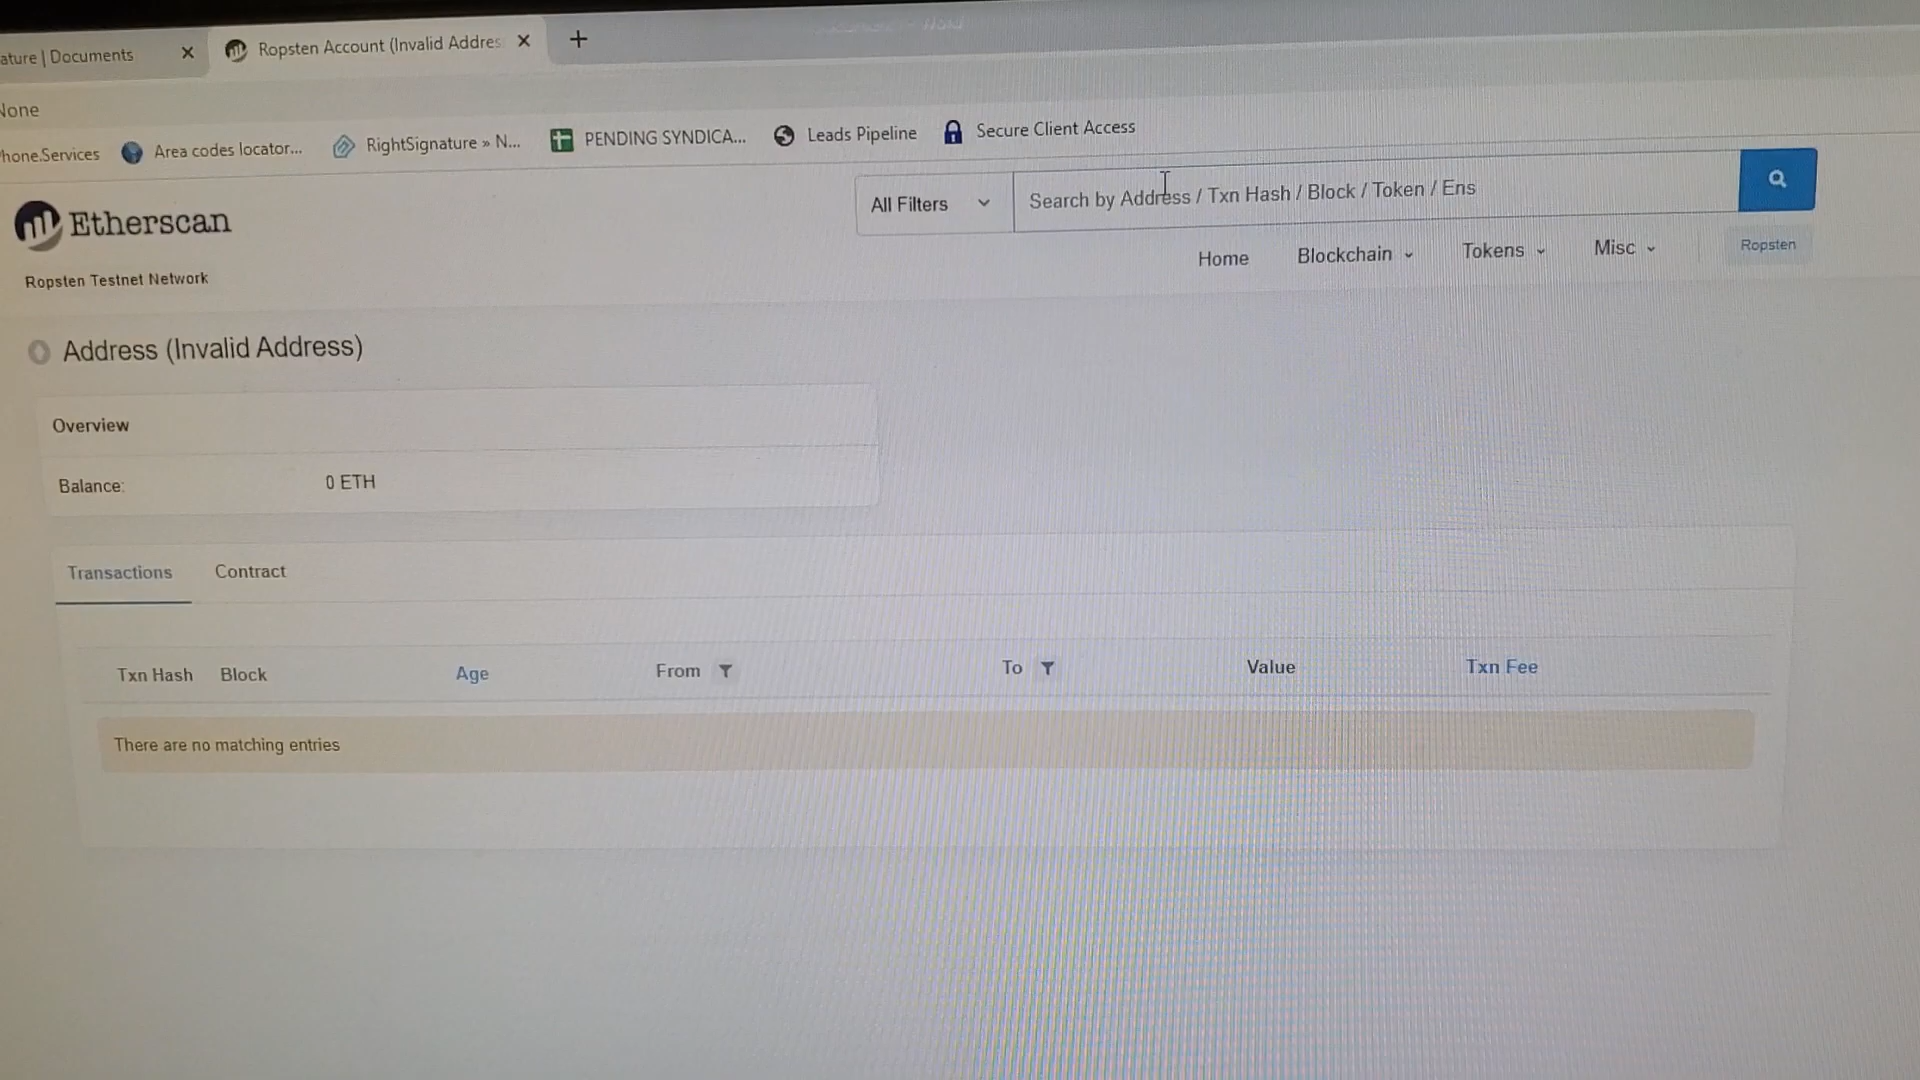 ature | Documents
Ropsten Account (Invalid Addres
None
hone.Services
Area codes locator...
RightSignature » N...
PENDING SYNDICA...
Leads Pipeline
Secure Client Access
Etherscan
All Filters
Search by Address / Txn Hash / Block / Token / Ens
Ropsten Testnet Network
Home
Blockchain
Tokens
Misc
Ropsten
Address (Invalid Address)
Overview
Balance:
0 ETH
Transactions
Contract
Txn Hash
Block
Age
From
To
Value
Txn Fee
There are no matching entries